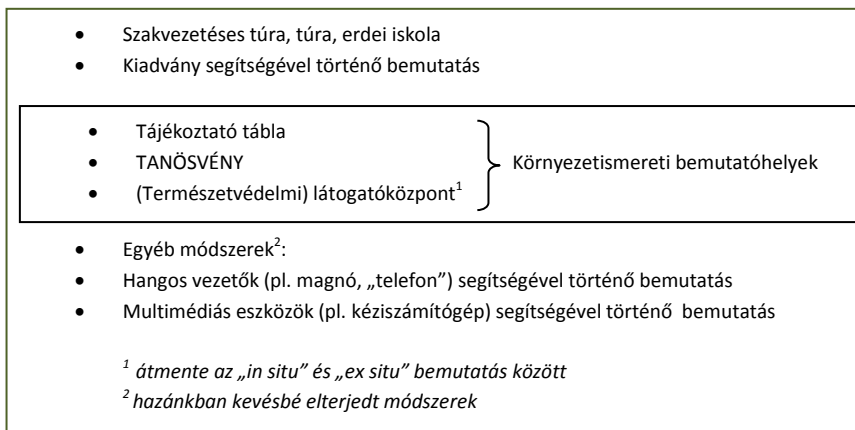 • Szakvezetéses túra, túra, erdei iskola
• Kiadvány segítségével történő bemutatás
• Tájékoztató tábla
• TANÖSVÉNY
Környezetismereti bemutatóhelyek
• (Természetvédelmi) látogatóközpont¹
• Egyéb módszerek²:
• Hangos vezetők (pl. magnó, „telefon”) segítségével történő bemutatás
• Multimédiás eszközök (pl. kéziszámítógép) segítségével történő bemutatás
¹ átmente az „in situ” és „ex situ” bemutatás között
² hazánkban kevésbé elterjedt módszerek